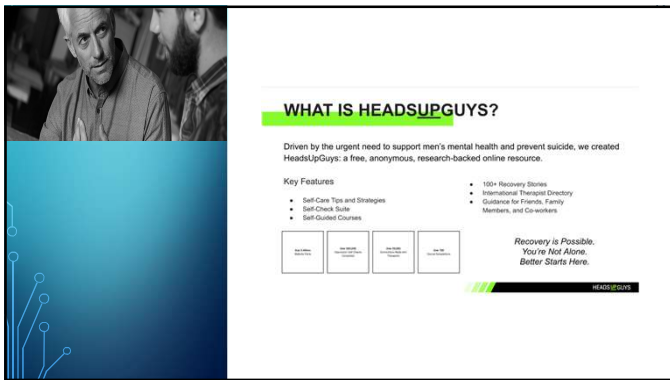 WHAT IS HEADSUPGUYS?
Driven by the urgent need to support men's mental health and prevent suicide, we created
HeadsUpGuys: a free, anonymous, research-backed online resource.
Key Features
• Self-Care Tips and Strategies
• Self-Check Suite
• Self-Guided Courses
• 100+ Recovery Stories
• International Therapist Directory
• Guidance for Friends, Family
Members, and Co-workers
Recovery is Possible.
You're Not Alone.
Better Starts Here.
HEADSUPGUYS